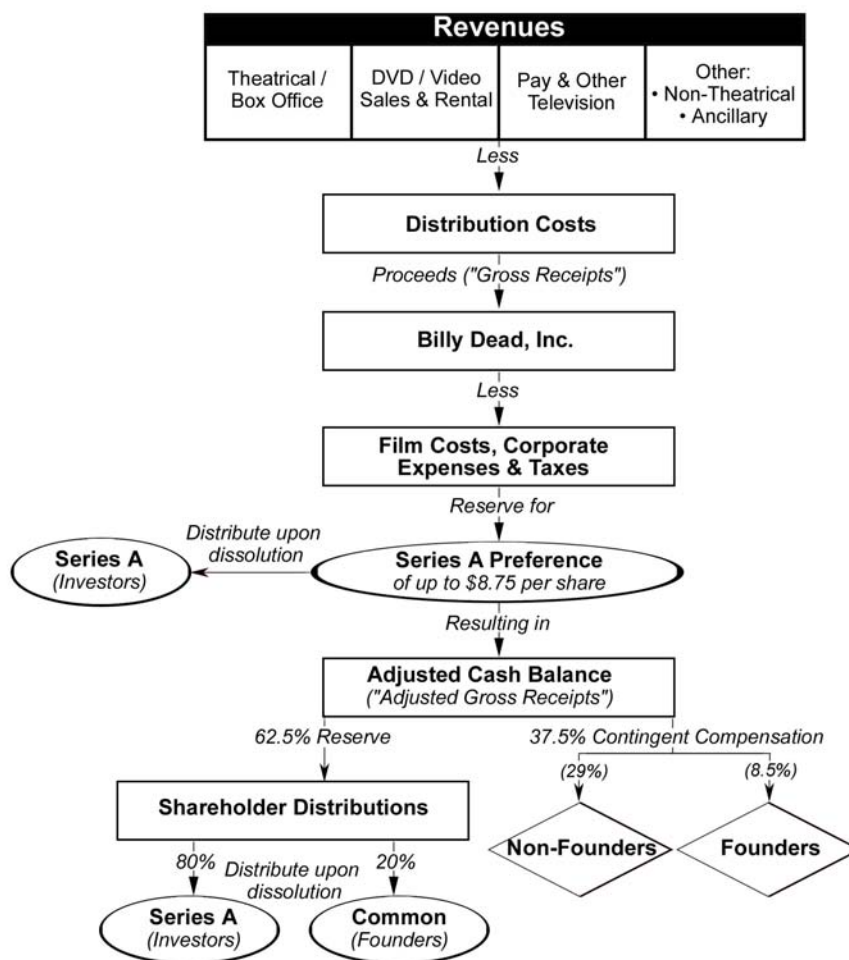 Revenues
Theatrical /
Box Office
DVD / Video
Sales & Rental
Pay & Other
Television
Other:
• Non-Theatrical
• Ancillary
Less
Distribution Costs
Proceeds ("Gross Receipts")
Billy Dead, Inc.
Less
Film Costs, Corporate
Expenses & Taxes
Reserve for
Distribute upon
dissolution
Series A
(Investors)
Series A Preference
of up to $8.75 per share
Resulting in
Adjusted Cash Balance
("Adjusted Gross Receipts")
62.5% Reserve
37.5% Contingent Compensation
(29%)
(8.5%)
Shareholder Distributions
Non-Founders
Founders
80%
20%
Distribute upon
dissolution
Series A
(Investors)
Common
(Founders)